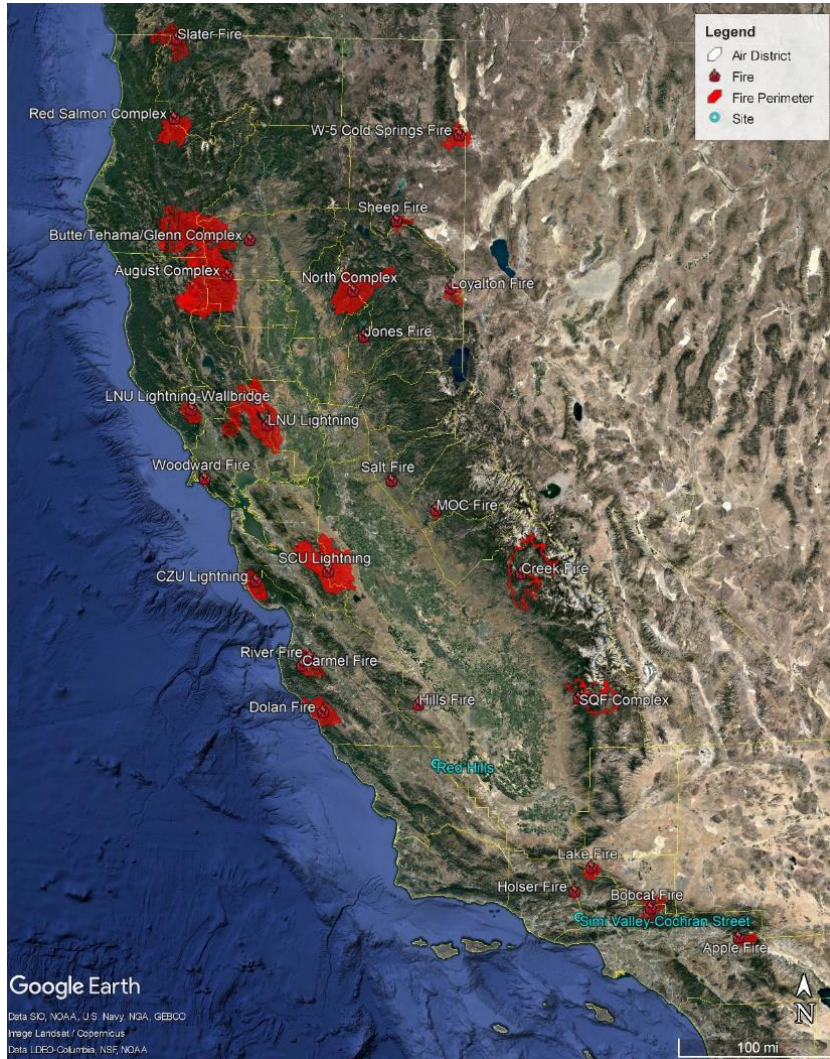 Slater Fire
Legend
Air District
Fire
Fire Perimeter
Site
Red Salmon Complex
W-5 Cold Springs Fire
Sheep Fire
Butte/Tehama/Glenn Complex
August Complex
North Complex
Loyalton Fire
Jones Fire
LNU Lightning-Wallbridge
LNU Lightning
Woodward Fire
Salt Fire
MOC Fire
SCU Lightning
Creek Fire
CZU Lightning
River Fire
Carmel Fire
Dolan Fire
Hills Fire
SQF Complex
Red Hills
Lake Fire
Holser Fire
Bobcat Fire
Simi Valley-Cochran Street
Apple Fire
Google Earth
Data SIO, NOAA, U.S. Navy, NGA, GEBCO
Image Landsat / Copernicus
Data LDEO-Columbia, NSF, NOAA
N
100 mi